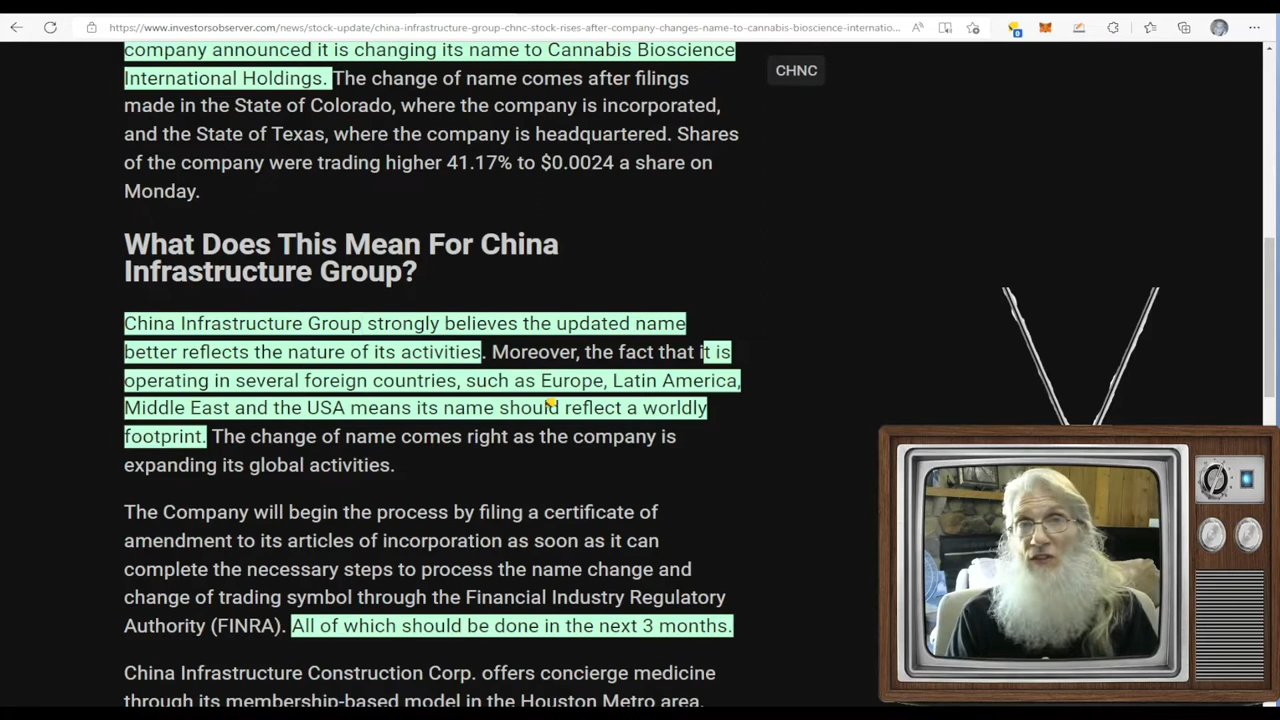 https://www.investorsobserver.com/news/stock-update/china-infrastructure-group-chnc-stock-rises-after-company-changes-name-to-cannabis-bioscience-internatio...
company announced it is changing its name to Cannabis Bioscience
International Holdings. The change of name comes after filings
made in the State of Colorado, where the company is incorporated,
and the State of Texas, where the company is headquartered. Shares
of the company were trading higher 41.17% to $0.0024 a share on
Monday.
CHNC
What Does This Mean For China
Infrastructure Group?
China Infrastructure Group strongly believes the updated name
better reflects the nature of its activities. Moreover, the fact that it is
operating in several foreign countries, such as Europe, Latin America,
Middle East and the USA means its name should reflect a worldly
footprint. The change of name comes right as the company is
expanding its global activities.
The Company will begin the process by filing a certificate of
amendment to its articles of incorporation as soon as it can
complete the necessary steps to process the name change and
change of trading symbol through the Financial Industry Regulatory
Authority (FINRA). All of which should be done in the next 3 months.
China Infrastructure Construction Corp. offers concierge medicine
through its membership-based model in the Houston Metro area.